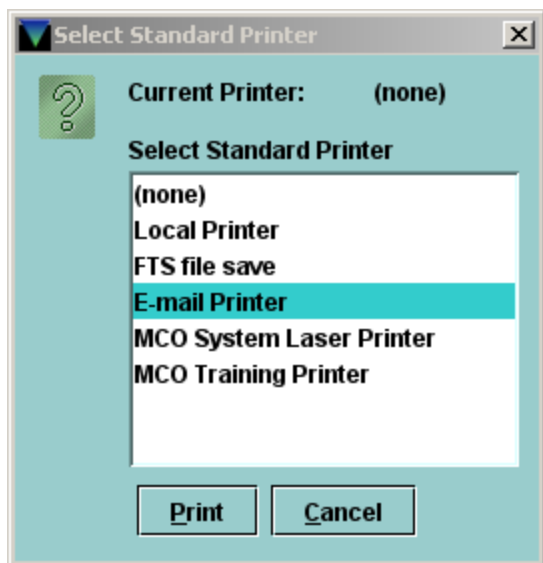 Select Standard Printer
Current Printer: (none)
Select Standard Printer
(none)
Local Printer
FTS file save
E-mail Printer
MCO System Laser Printer
MCO Training Printer
Print Cancel